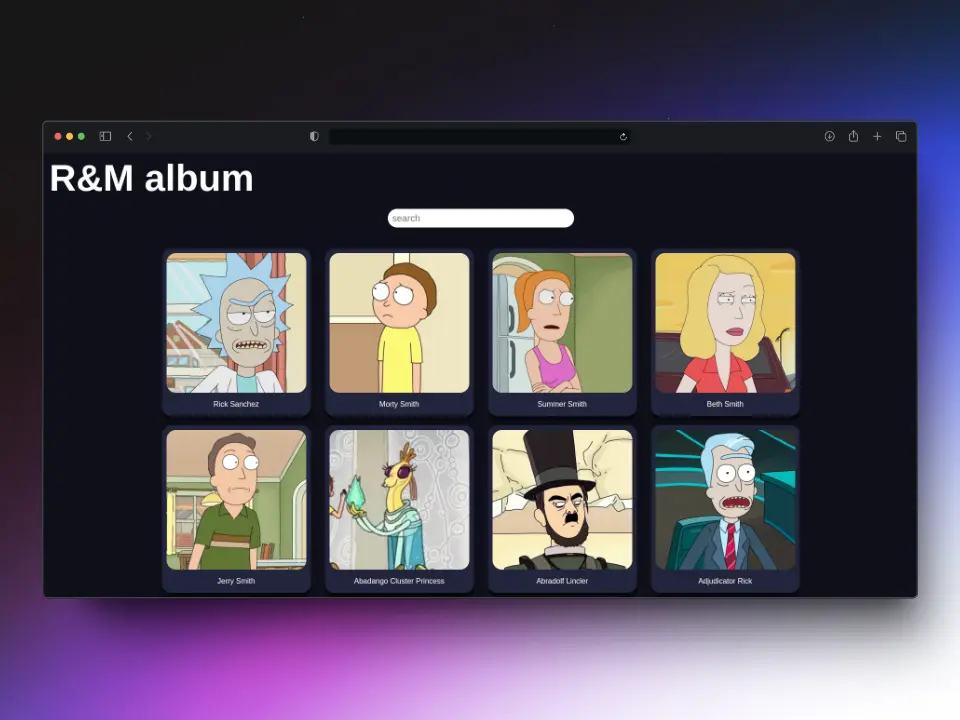 R&M album
search
Rick Sanchez
Morty Smith
Summer Smith
Beth Smith
Jerry Smith
Abadango Cluster Princess
Abradolf Lincler
Adjudicator Rick